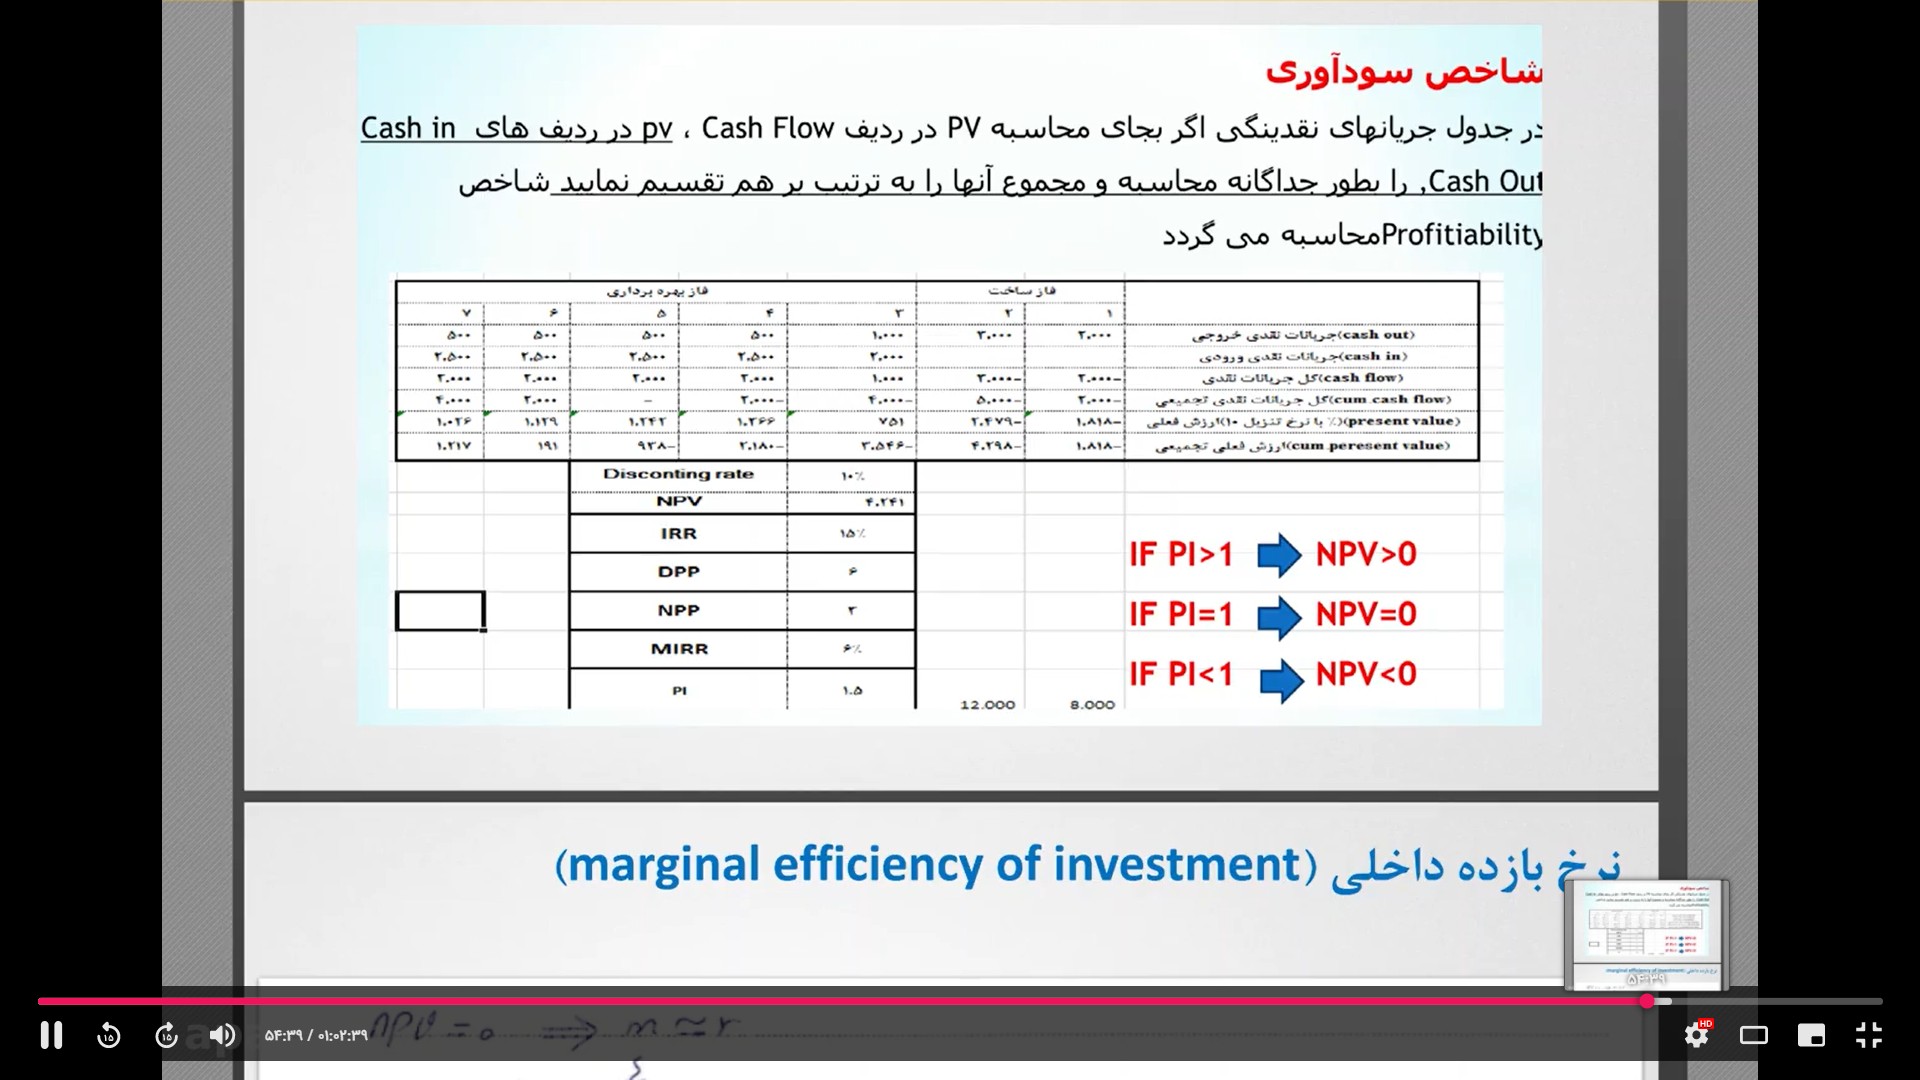 شاخص سودآوری
در جدول جریانهای نقدینگی اگر بجای محاسبه PV در ردیف Cash Flow ، pv در ردیف های Cash in
Cash Out, را بطور جداگانه محاسبه و مجموع آنها را به ترتیب بر هم تقسیم نمایید شاخص
Profitiability محاسبه می گردد
فاز ساخت فاز بهره برداری
۱ ۲ ۳ ۴ ۵ ۶ ۷
(cash out)جریانات نقدی خروجی ۲.۰۰۰ ۳.۰۰۰ ۱.۰۰۰ ۵۰۰ ۵۰۰ ۵۰۰ ۵۰۰
(cash in)جریانات نقدی ورودی ۲.۰۰۰ ۲.۵۰۰ ۲.۵۰۰ ۲.۵۰۰ ۲.۵۰۰
(cash flow)کل جریانات نقدی -۲.۰۰۰ -۳.۰۰۰ ۱.۰۰۰ ۲.۰۰۰ ۲.۰۰۰ ۲.۰۰۰ ۲.۰۰۰
(cum.cash flow)کل جریانات نقدی تجمیعی -۲.۰۰۰ -۵.۰۰۰ -۴.۰۰۰ -۲.۰۰۰ - ۲.۰۰۰ ۴.۰۰۰
(present value)(٪ با نرخ تنزیل ۱۰)ارزش فعلی -۱.۸۱۸ -۲.۴۷۹ ۷۵۱ ۱.۳۶۶ ۱.۲۴۲ ۱.۱۲۹ ۱.۰۲۶
(cum.peresent value)ارزش فعلی تجمیعی -۱.۸۱۸ -۴.۲۹۸ -۳.۵۴۶ -۲.۱۸۰ -۹۳۸ ۱۹۱ ۱.۲۱۷
Disconting rate ۱۰٪
NPV ۴.۲۴۱
IRR ۱۵٪
DPP ۶
NPP ۳
MIRR ۶٪
PI ۱.۵
12.000 8.000
IF PI>1 NPV>0
IF PI=1 NPV=0
IF PI<1 NPV<0
نرخ بازده داخلی (marginal efficiency of investment)
۵۴:۳۹
NPV = 0 ⟹
۵۴:۳۹ / ۰۱:۰۲:۳۹
15
15
HD